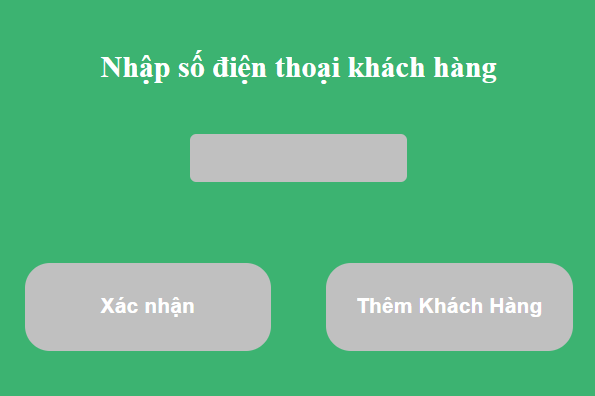 Nhập số điện thoại khách hàng
Xác nhận
Thêm Khách Hàng